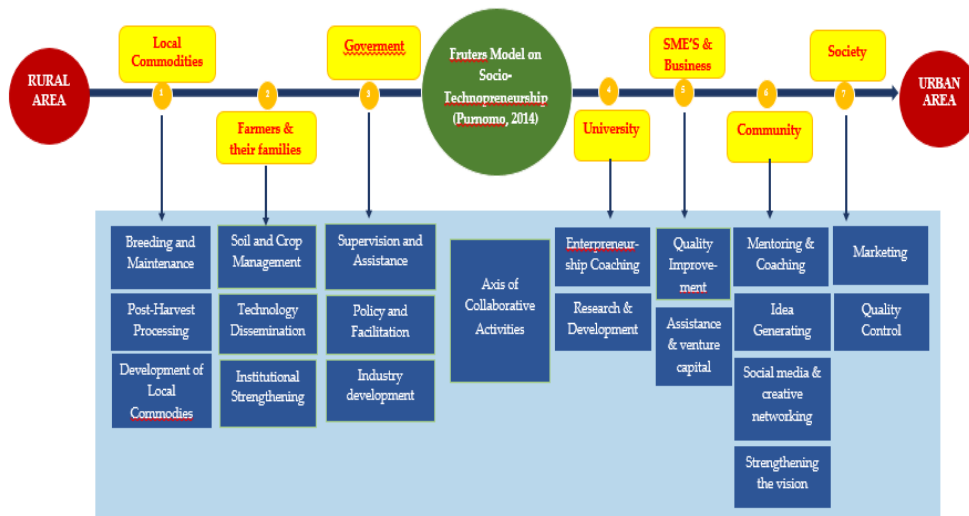 Local
Commodities
Goverment
Fruters Model on
Socio-
Technopreneurship
(Purnomo, 2014)
SME'S &
Business
Society
RURAL
AREA
1
2
3
4
5
6
7
URBAN
AREA
Farmers &
their families
University
Community
Breeding and
Maintenance
Post-Harvest
Processing
Development of
Local
Commodies
Soil and Crop
Management
Technology
Dissemination
Institutional
Strengthening
Supervision and
Assistance
Policy and
Facilitation
Industry
development
Axis of
Collaborative
Activities
Enterpreneur-
ship Coaching
Research &
Development
Quality
Improve-
ment
Assistance
& venture
capital
Mentoring &
Coaching
Idea
Generating
Social media &
creative
networking
Strengthening
the vision
Marketing
Quality
Control